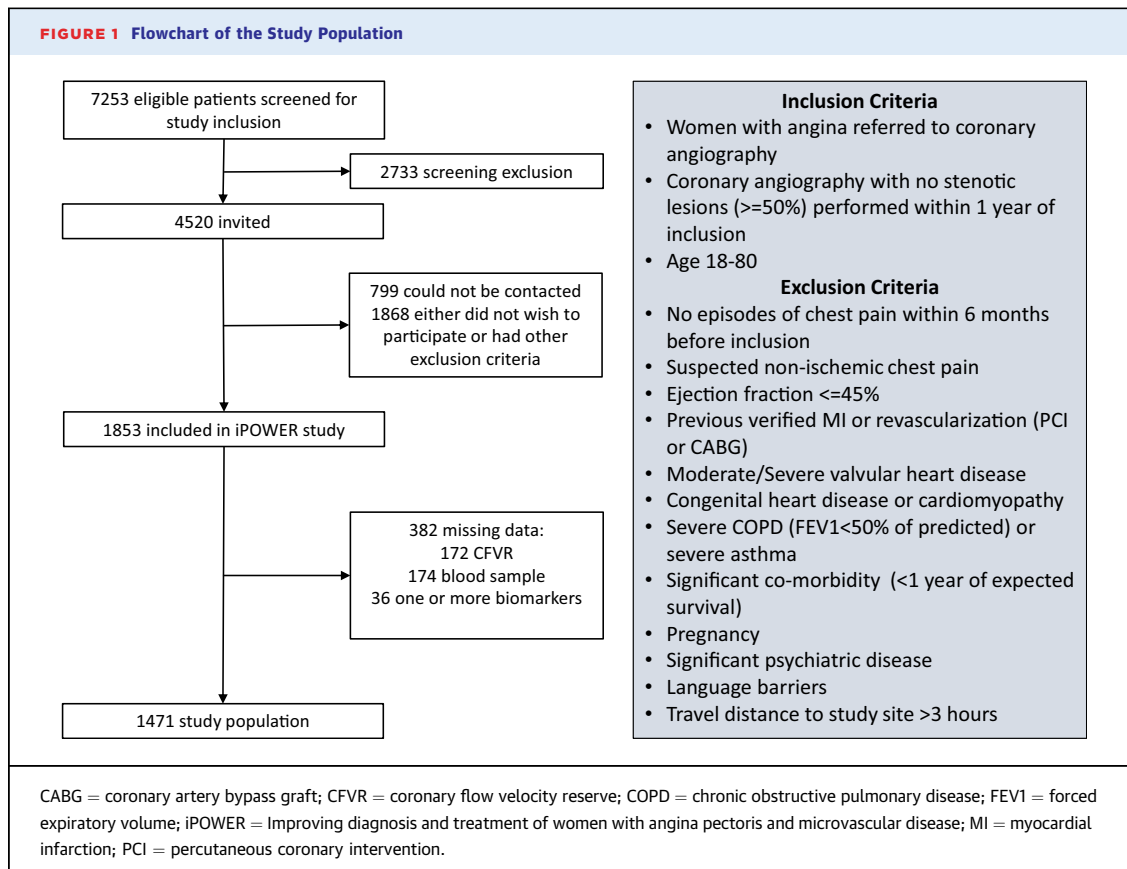 FIGURE 1 Flowchart of the Study Population
7253 eligible patients screened for
study inclusion
2733 screening exclusion
4520 invited
799 could not be contacted
1868 either did not wish to
participate or had other
exclusion criteria
1853 included in iPOWER study
382 missing data:
172 CFVR
174 blood sample
36 one or more biomarkers
1471 study population
Inclusion Criteria
• Women with angina referred to coronary
angiography
• Coronary angiography with no stenotic
lesions (>=50%) performed within 1 year of
inclusion
• Age 18-80
Exclusion Criteria
• No episodes of chest pain within 6 months
before inclusion
• Suspected non-ischemic chest pain
• Ejection fraction <=45%
• Previous verified MI or revascularization (PCI
or CABG)
• Moderate/Severe valvular heart disease
• Congenital heart disease or cardiomyopathy
• Severe COPD (FEV1<50% of predicted) or
severe asthma
• Significant co-morbidity (<1 year of expected
survival)
• Pregnancy
• Significant psychiatric disease
• Language barriers
• Travel distance to study site >3 hours
CABG = coronary artery bypass graft; CFVR = coronary flow velocity reserve; COPD = chronic obstructive pulmonary disease; FEV1 = forced
expiratory volume; iPOWER = Improving diagnosis and treatment of women with angina pectoris and microvascular disease; MI = myocardial
infarction; PCI = percutaneous coronary intervention.